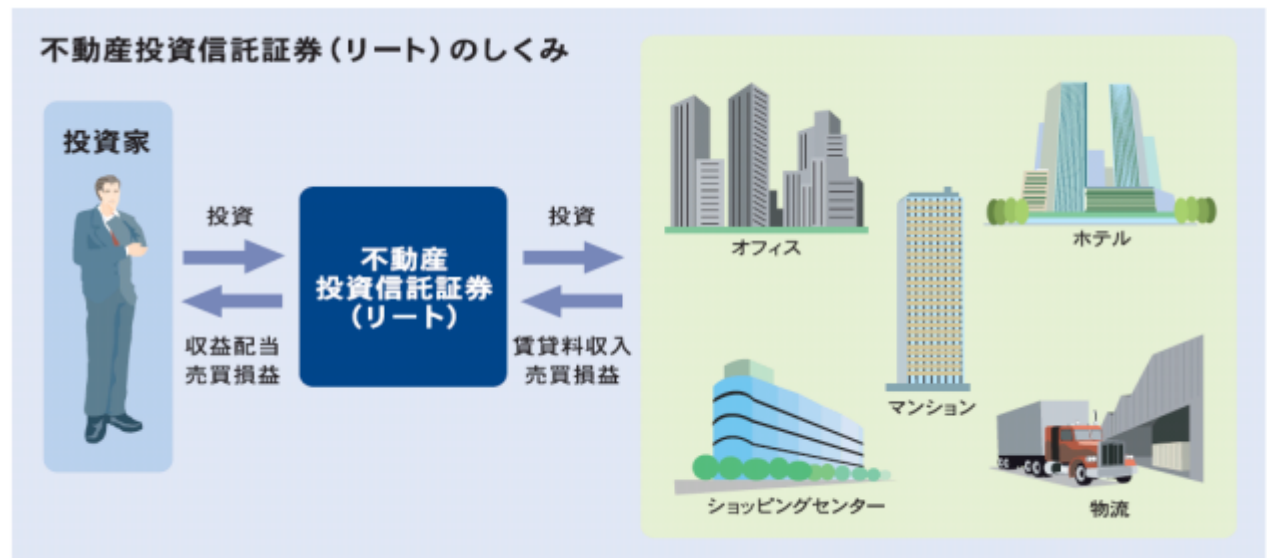 不動産投資信託証券(リート)のしくみ
投資家
投資
収益配当
売買損益
不動産
投資信託証券
(リート)
投資
賃貸料収入
売買損益
オフィス
ホテル
マンション
ショッピングセンター
物流